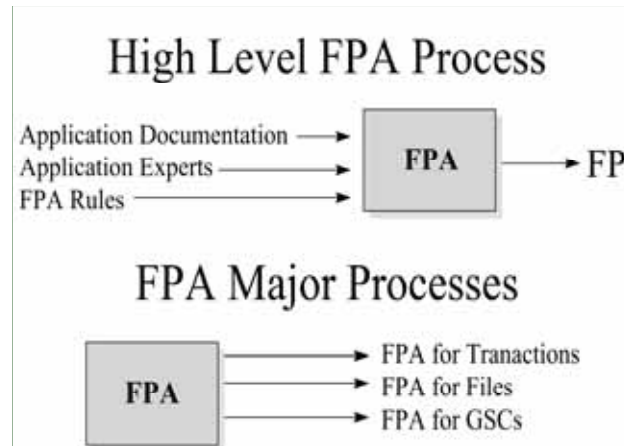 High Level FPA Process
Application Documentation
Application Experts
FPA Rules
FPA
FP
FPA Major Processes
FPA
FPA for Tranactions
FPA for Files
FPA for GSCs